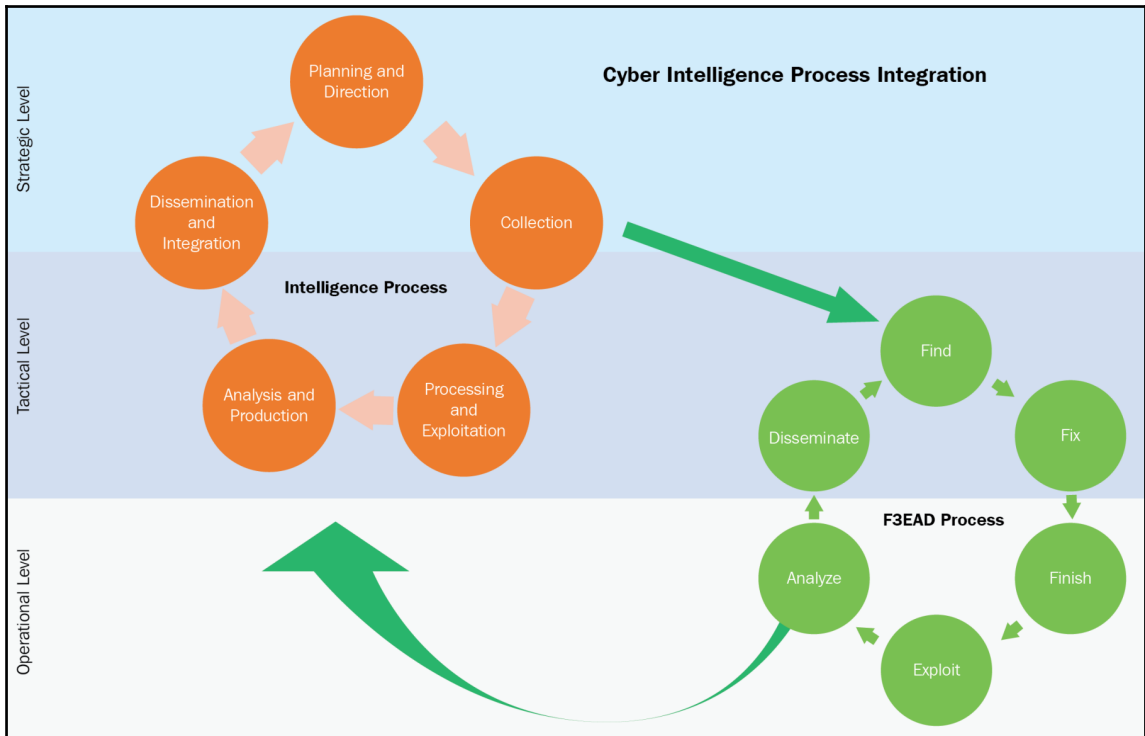 Cyber Intelligence Process Integration
Strategic Level
Planning and
Direction
Dissemination
and
Integration
Collection
Tactical Level
Intelligence Process
Analysis and
Production
Processing
and
Exploitation
Find
Disseminate
Fix
Operational Level
F3EAD Process
Analyze
Finish
Exploit